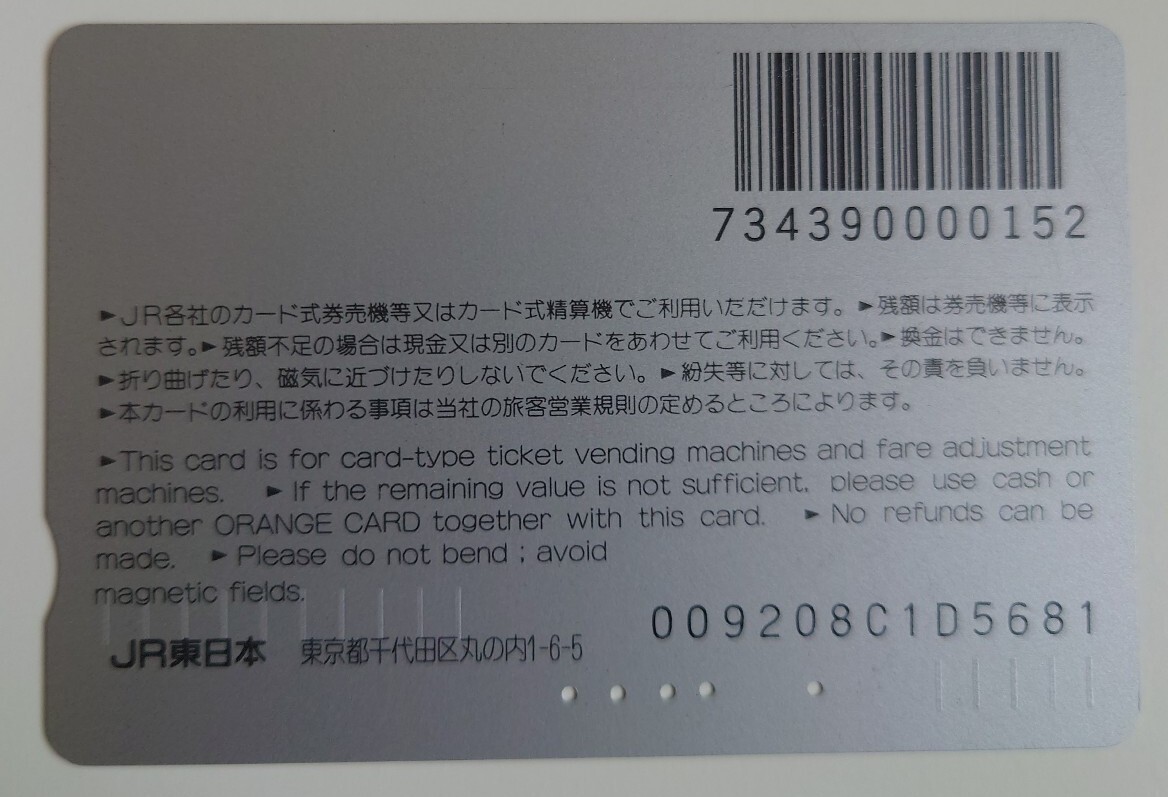 734390000152
►JR各社のカード式券売機等又はカード式精算機でご利用いただけます。►残額は券売機等に表示
されます。►残額不足の場合は現金又は別のカードをあわせてご利用ください。►換金はできません。
►折り曲げたり、磁気に近づけたりしないでください。►紛失等に対しては、その責を負いません。
►本カードの利用に係わる事項は当社の旅客営業規則の定めるところによります。
►This card is for card-type ticket vending machines and fare adjustment
machines. ►If the remaining value is not sufficient, please use cash or
another ORANGE CARD together with this card. ►No refunds can be
made. ►Please do not bend ; avoid
magnetic fields.
009208C1D5681
JR東日本 東京都千代田区丸の内1-6-5